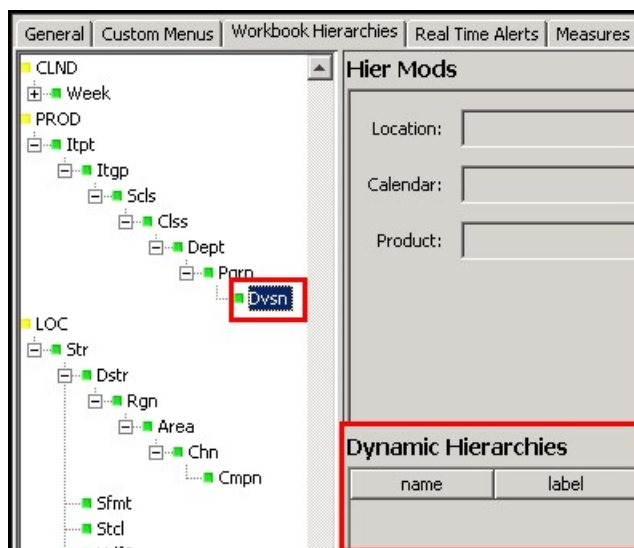 General Custom Menus Workbook Hierarchies Real Time Alerts Measures
CLND
Week
PROD
Itpt
Itgp
Scls
Clss
Dept
Pgrp
Dvsn
LOC
Str
Dstr
Rgn
Area
Chn
Cmpn
Sfmt
Stcl
Hier Mods
Location:
Calendar:
Product:
Dynamic Hierarchies
name label